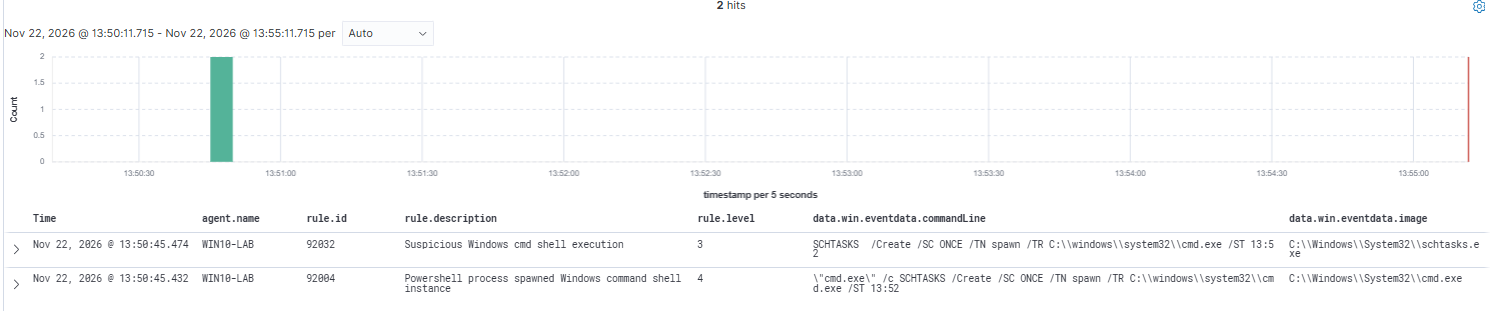 2 hits
Nov 22, 2026 @ 13:50:11.715 - Nov 22, 2026 @ 13:55:11.715 per Auto
2
1.5
1
0.5
0
Count
13:50:30 13:51:00 13:51:30 13:52:00 13:52:30 13:53:00 13:53:30 13:54:00 13:54:30 13:55:00
timestamp per 5 seconds
Time agent.name rule.id rule.description rule.level data.win.eventdata.commandLine data.win.eventdata.image
Nov 22, 2026 @ 13:50:45.474 WIN10-LAB 92032 Suspicious Windows cmd shell execution 3 SCHTASKS  /Create /SC ONCE /TN spawn /TR C:\\windows\\system32\\cmd.exe /ST 13:5 C:\\Windows\\System32\\schtasks.e
2 xe
Nov 22, 2026 @ 13:50:45.432 WIN10-LAB 92004 Powershell process spawned Windows command shell 4 \"cmd.exe\" /c SCHTASKS /Create /SC ONCE /TN spawn /TR C:\\windows\\system32\\cm C:\\Windows\\System32\\cmd.exe
instance d.exe /ST 13:52